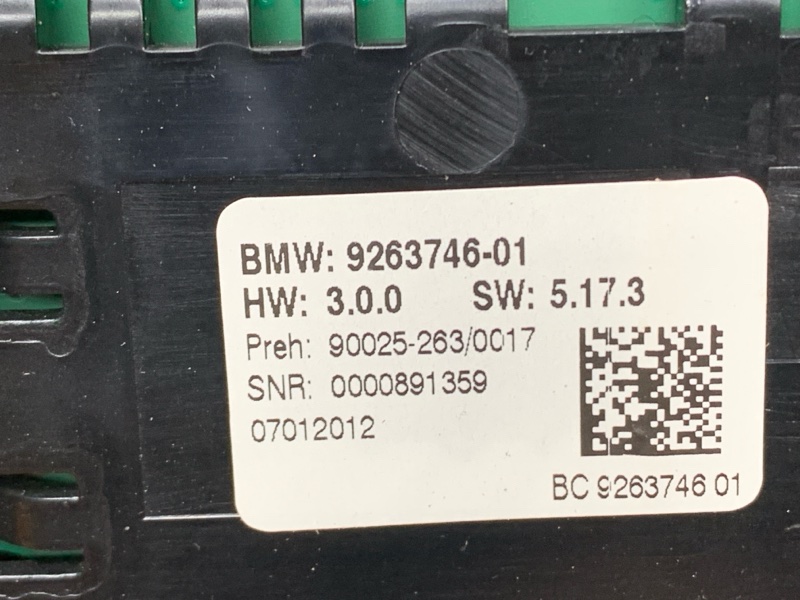 BMW: 9263746-01
HW: 3.0.0 SW: 5.17.3
Preh: 90025-263/0017
SNR: 0000891359
07012012
BC 9263746 01